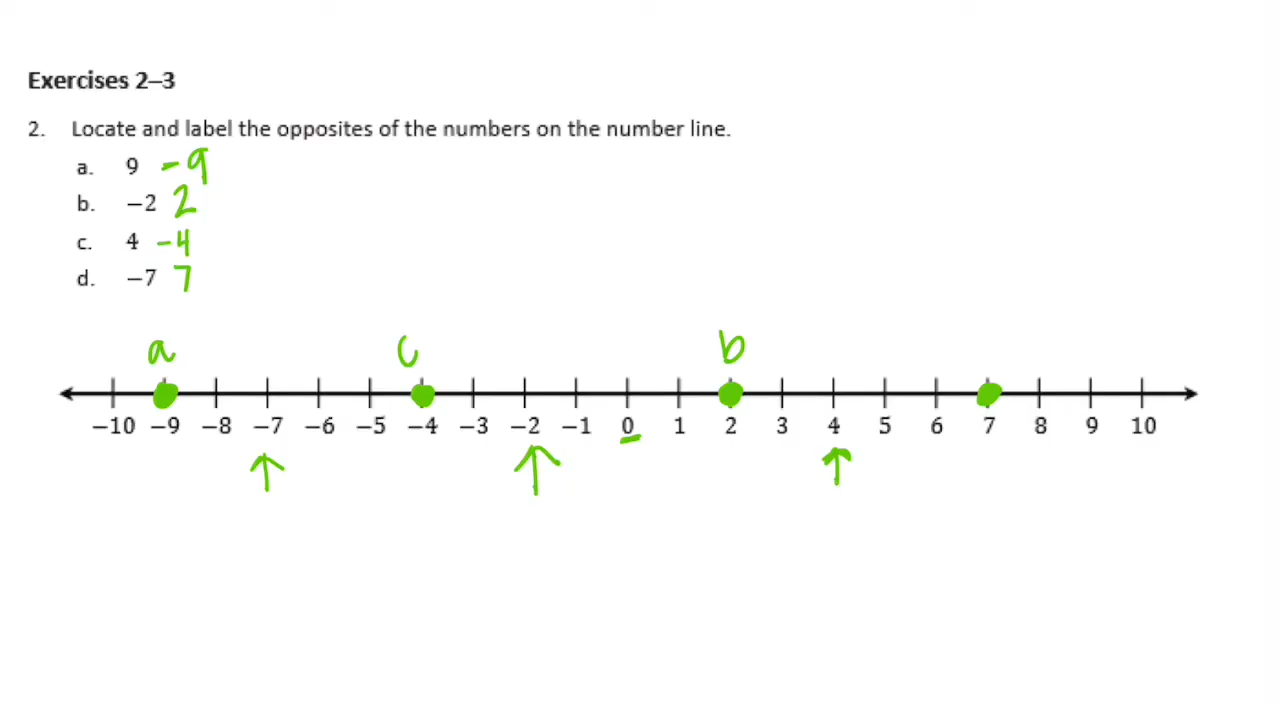 Exercises 2–3
2. Locate and label the opposites of the numbers on the number line.
a. 9 -9
b. −2 2
c. 4 -4
d. −7 7
a c b
−10 −9 −8 −7 −6 −5 −4 −3 −2 −1 0 1 2 3 4 5 6 7 8 9 10